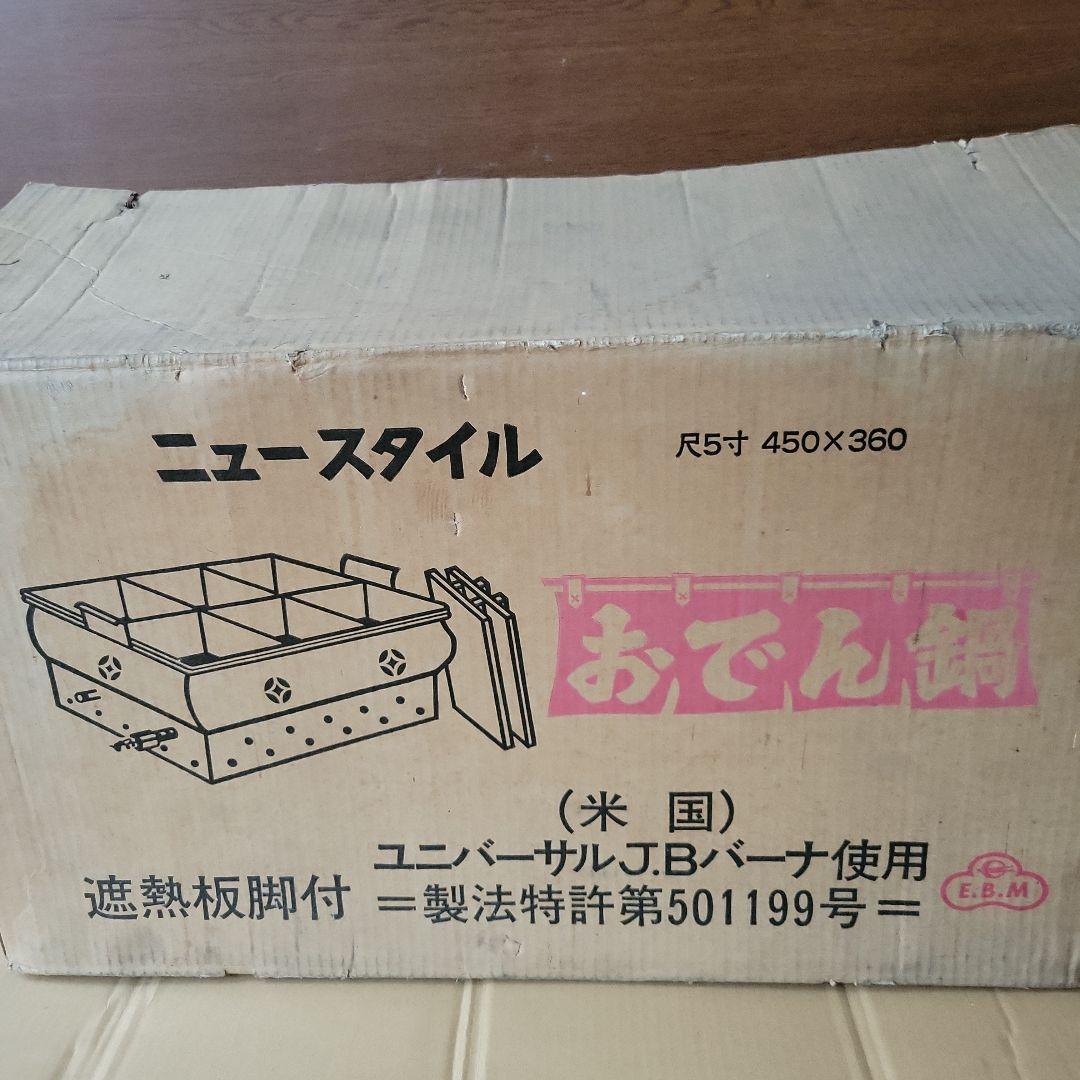 ニュースタイル
尺5寸 450×360
おでん鍋
(米 国)
ユニバーサルJ.Bバーナ使用
遮熱板脚付
=製法特許第501199号=
E.B.M